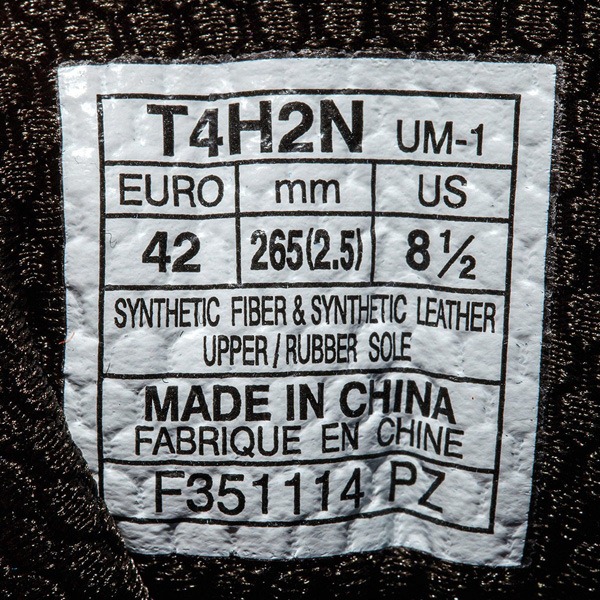 T4H2N UM-1
EURO mm US
42 265(2.5) 8½
SYNTHETIC FIBER & SYNTHETIC LEATHER
UPPER / RUBBER SOLE
MADE IN CHINA
FABRIQUE EN CHINE
F351114 PZ